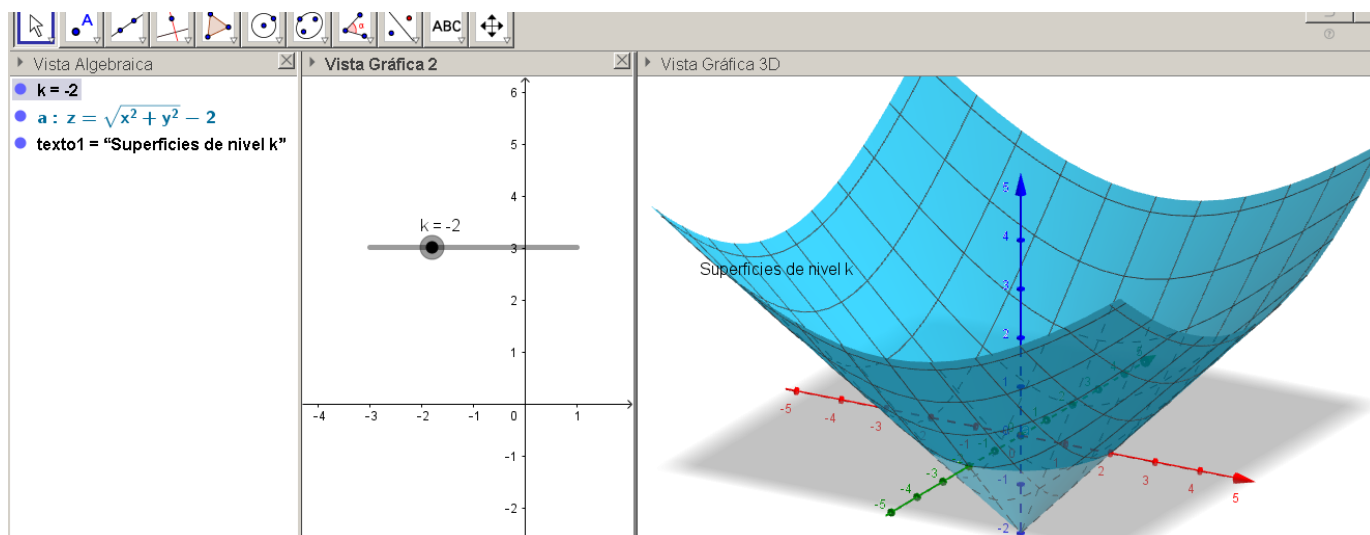 A
α
ABC
Vista Algebraica
k = -2
a : z = √x² + y² − 2
texto1 = “Superficies de nivel k”
Vista Gráfica 2
6
5
4
3
2
1
-4 -3 -2 -1 0 1
-1
-2
k = -2
Vista Gráfica 3D
Superficies de nivel k
5
4
3
2
1
0
-1
-2
-5 -4 -3
2 3 4 5
-5 -4 -3